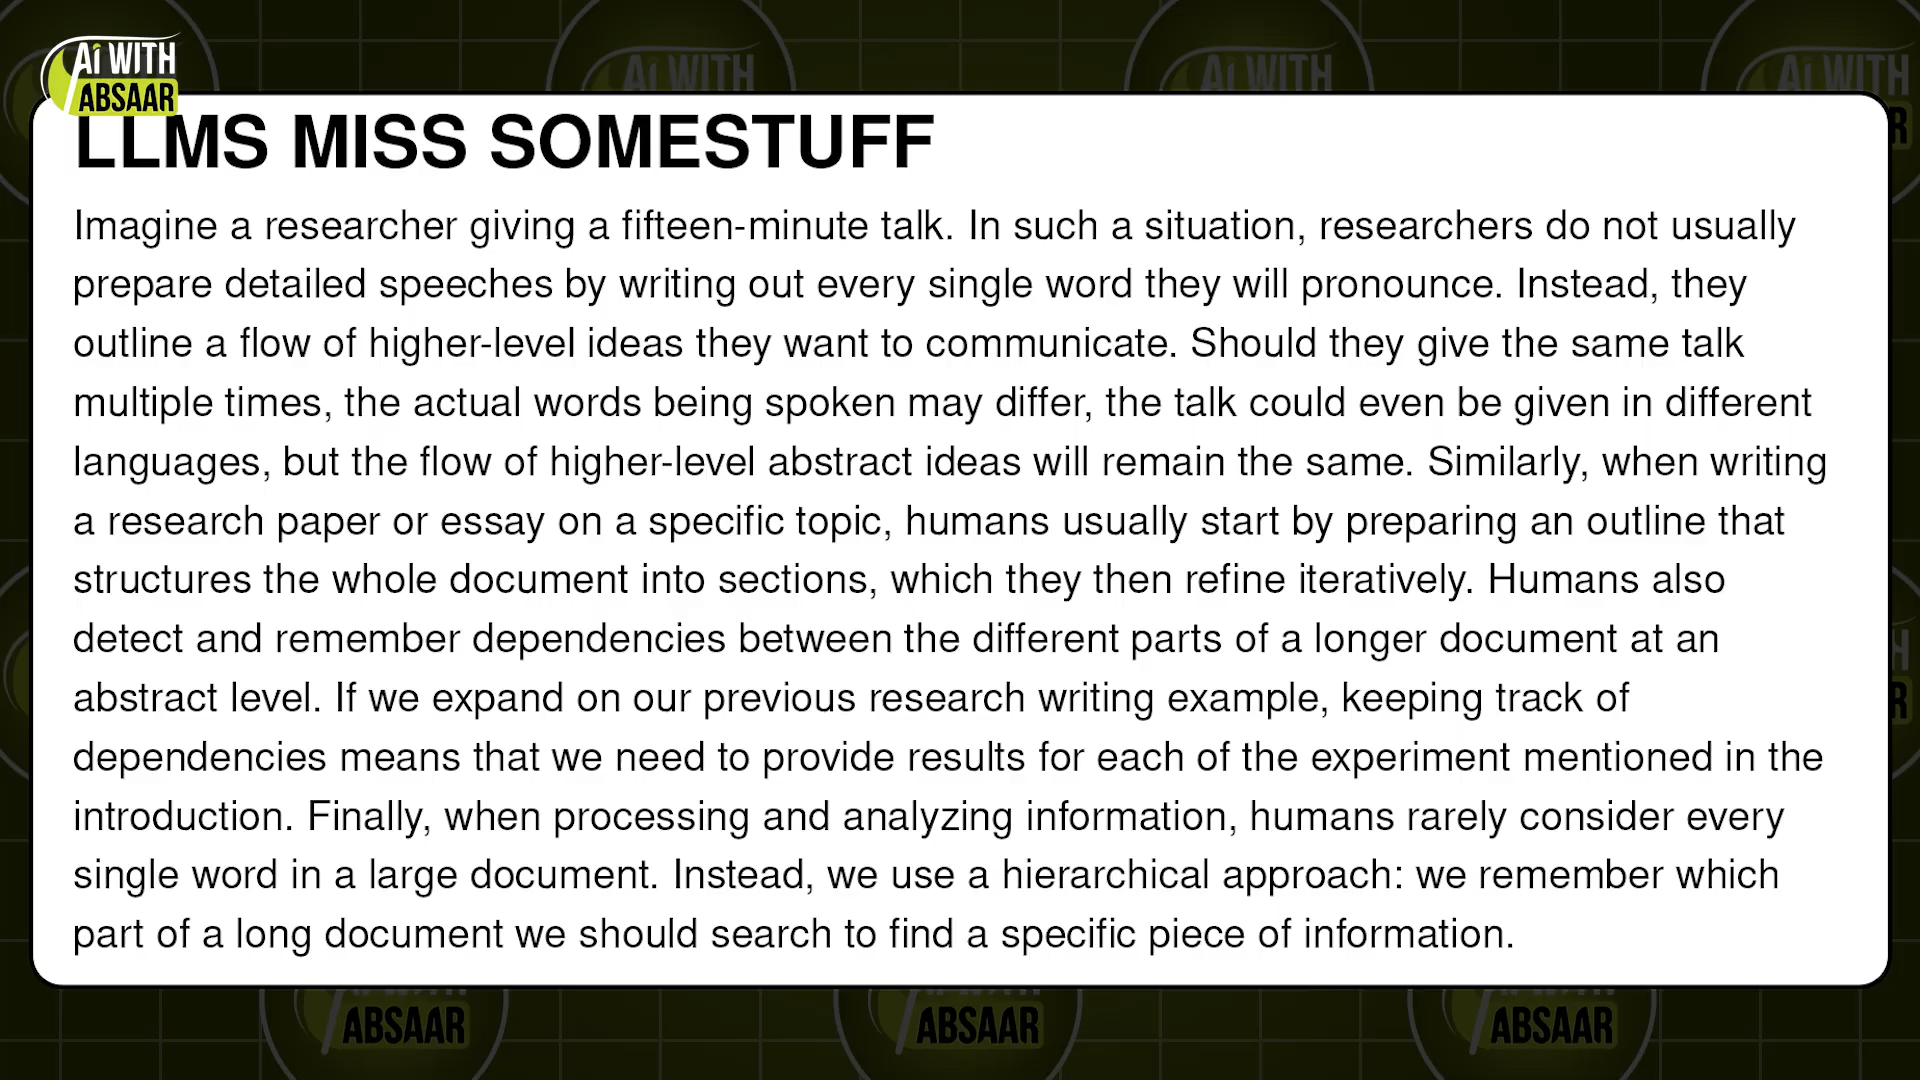 Ai WITH
ABSAAR
Ai WITH
Ai WITH
Ai WITH
LLMS MISS SOMESTUFF
Imagine a researcher giving a fifteen-minute talk. In such a situation, researchers do not usually
prepare detailed speeches by writing out every single word they will pronounce. Instead, they
outline a flow of higher-level ideas they want to communicate. Should they give the same talk
multiple times, the actual words being spoken may differ, the talk could even be given in different
languages, but the flow of higher-level abstract ideas will remain the same. Similarly, when writing
a research paper or essay on a specific topic, humans usually start by preparing an outline that
structures the whole document into sections, which they then refine iteratively. Humans also
detect and remember dependencies between the different parts of a longer document at an
abstract level. If we expand on our previous research writing example, keeping track of
dependencies means that we need to provide results for each of the experiment mentioned in the
introduction. Finally, when processing and analyzing information, humans rarely consider every
single word in a large document. Instead, we use a hierarchical approach: we remember which
part of a long document we should search to find a specific piece of information.
ABSAAR
ABSAAR
ABSAAR